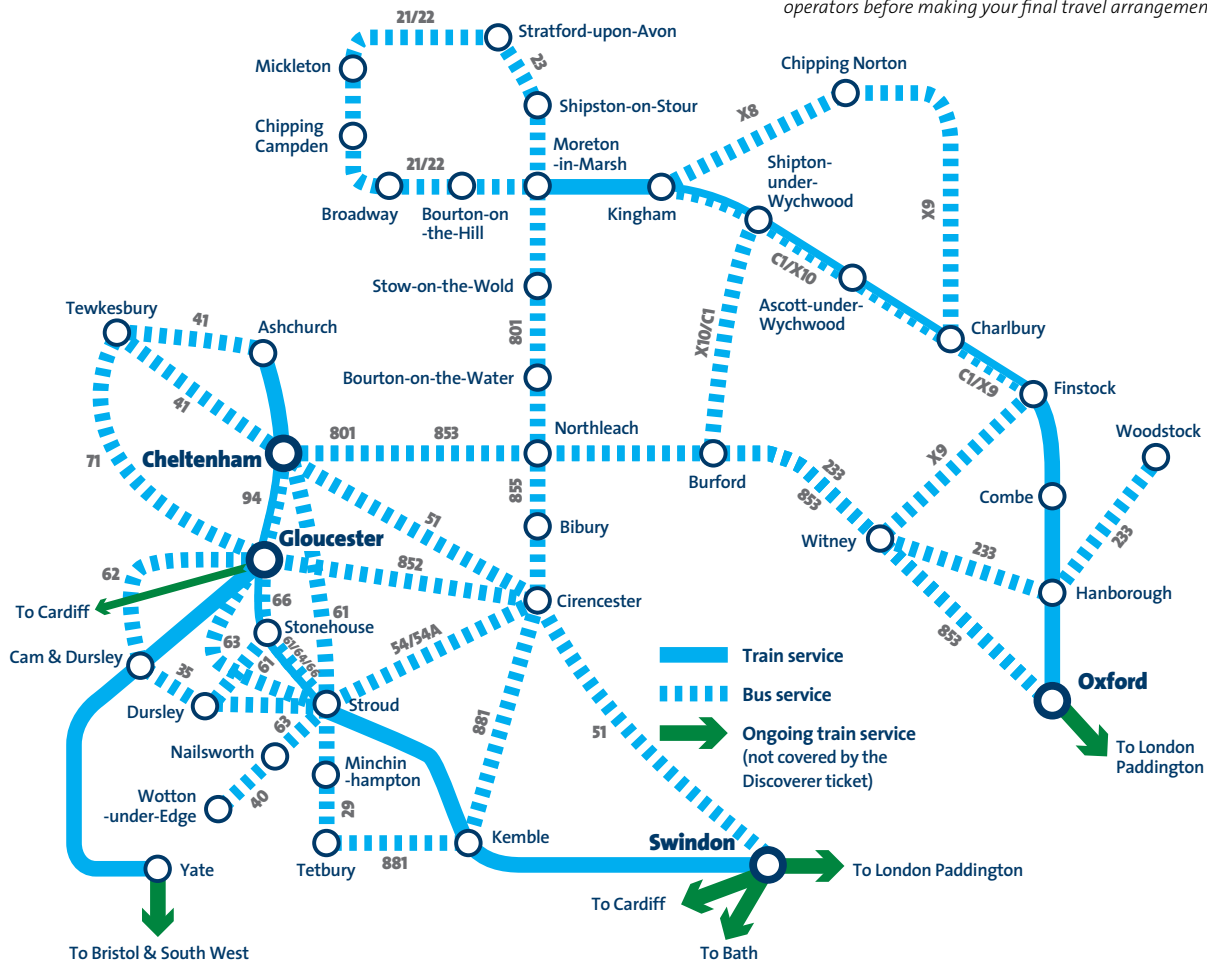 operators before making your final travel arrangemen
21/22
Stratford-upon-Avon
23
Mickleton
Chipping Norton
Shipston-on-Stour
X8
Chipping
Campden
Moreton
-in-Marsh
21/22
Shipton-
under-
Wychwood
X9
Broadway
Bourton-on
-the-Hill
Kingham
C1/X10
Stow-on-the-Wold
Ascott-under-
Wychwood
Tewkesbury
41
Ashchurch
801
X10/C1
Charlbury
Bourton-on-the-Water
C1/X9
Finstock
41
Northleach
Woodstock
801
853
71
Cheltenham
Burford
233
853
X9
94
855
Combe
51
Bibury
Witney
Gloucester
233
233
852
62
To Cardiff
66
61
Cirencester
Hanborough
Stonehouse
63
61/64/66
54/54A
853
Cam & Dursley
61
Train service
35
Oxford
Bus service
Dursley
Stroud
63
881
51
Ongoing train service
(not covered by the
Discoverer ticket)
Nailsworth
Minchin
-hampton
To London
Paddington
Wotton
-under-Edge
40
29
Kemble
Swindon
Tetbury
881
Yate
To London Paddington
To Cardiff
To Bristol & South West
To Bath